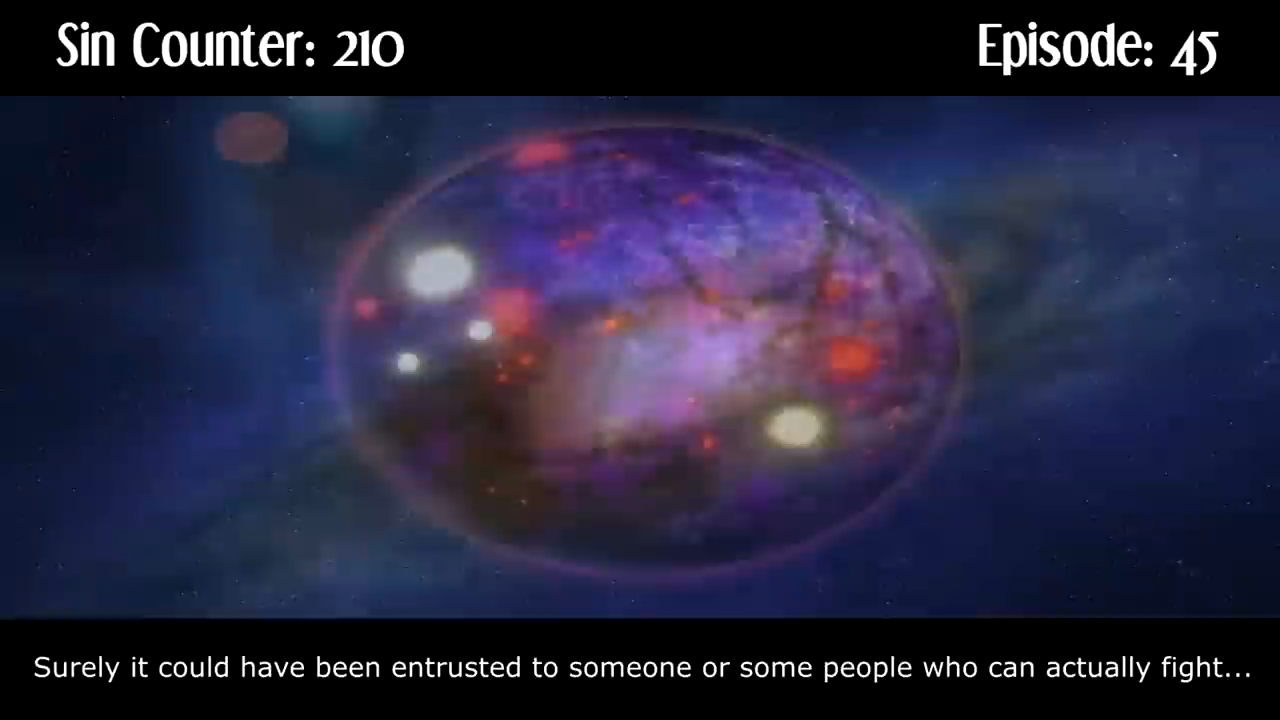 Sin Counter: 210
Episode: 45
Surely it could have been entrusted to someone or some people who can actually fight...